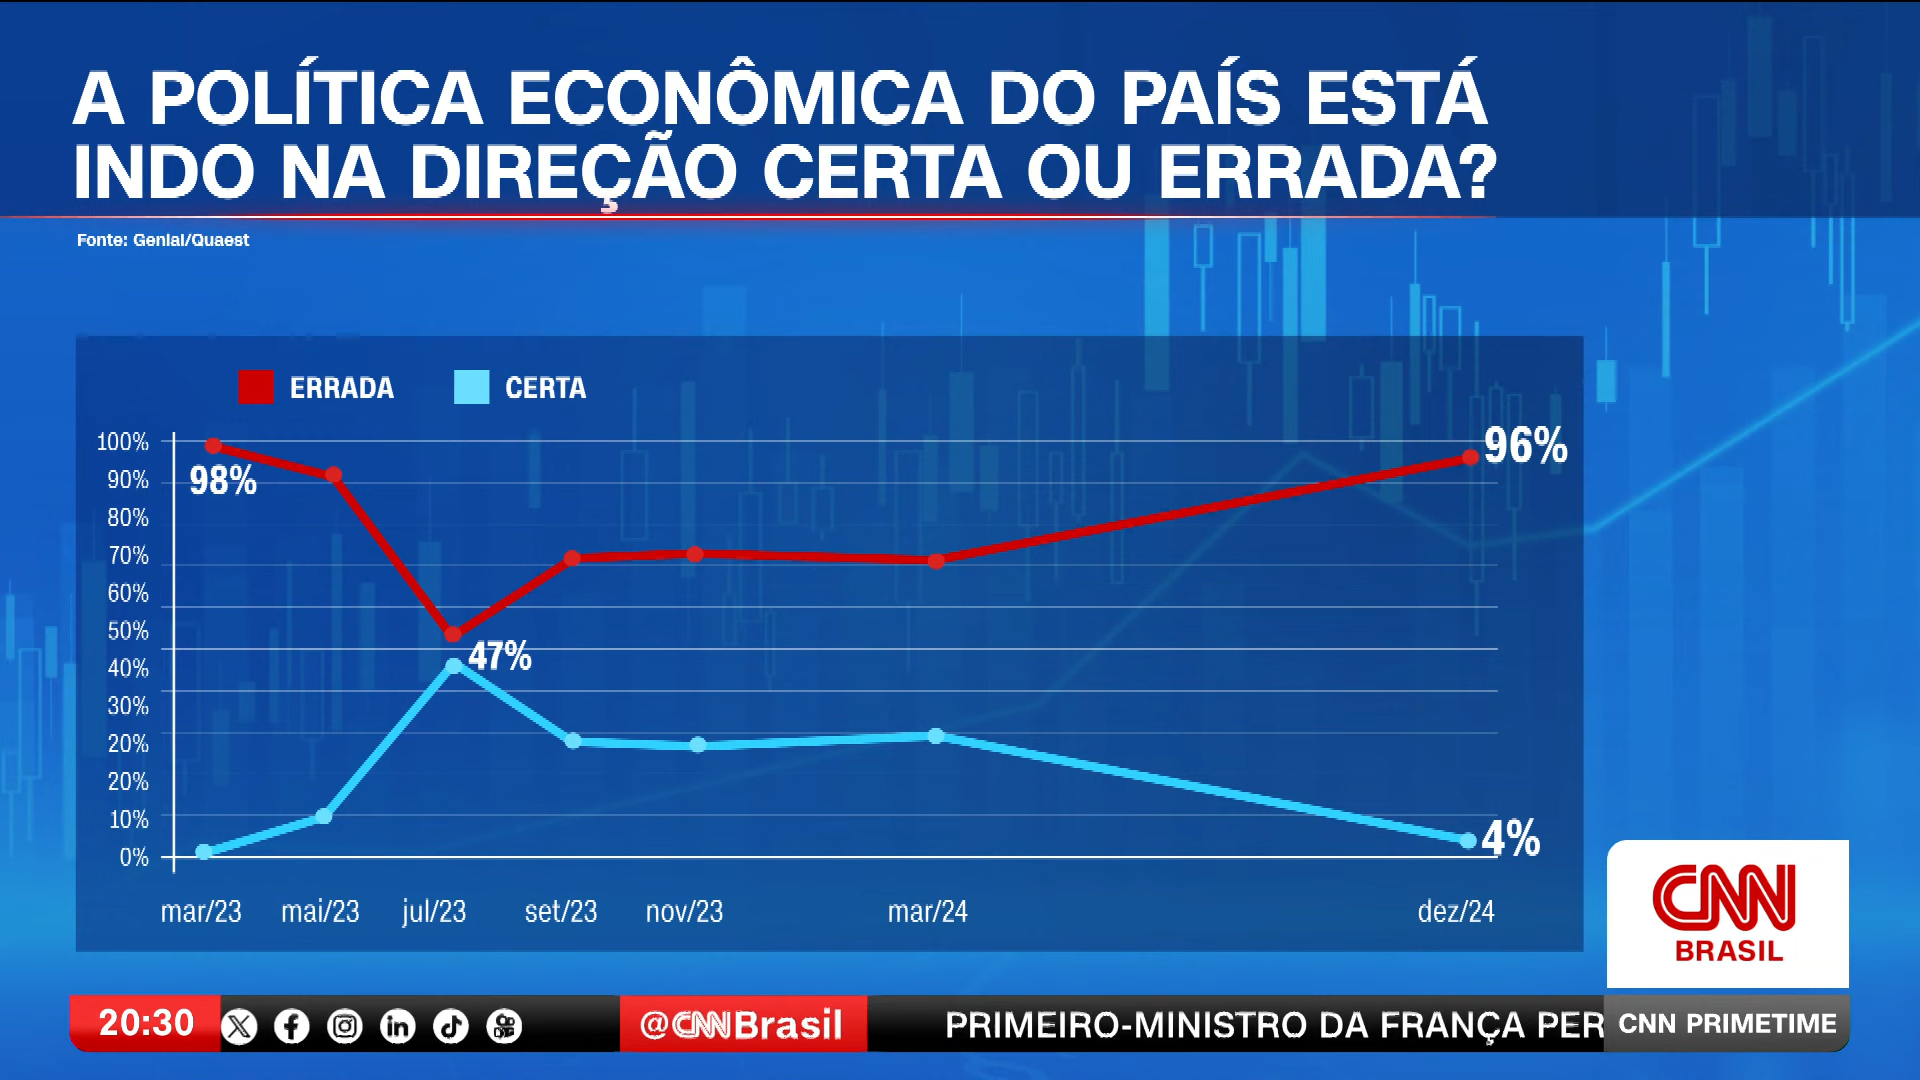 A POLÍTICA ECONÔMICA DO PAÍS ESTÁ
INDO NA DIREÇÃO CERTA OU ERRADA?
Fonte: Genial/Quaest
ERRADA
CERTA
100%
90%
80%
70%
60%
50%
40%
30%
20%
20%
10%
0%
98%
47%
96%
4%
mar/23
mai/23
jul/23
set/23
nov/23
mar/24
dez/24
CNN
BRASIL
20:30
@CNNBrasil
PRIMEIRO-MINISTRO DA FRANÇA PER
CNN PRIMETIME